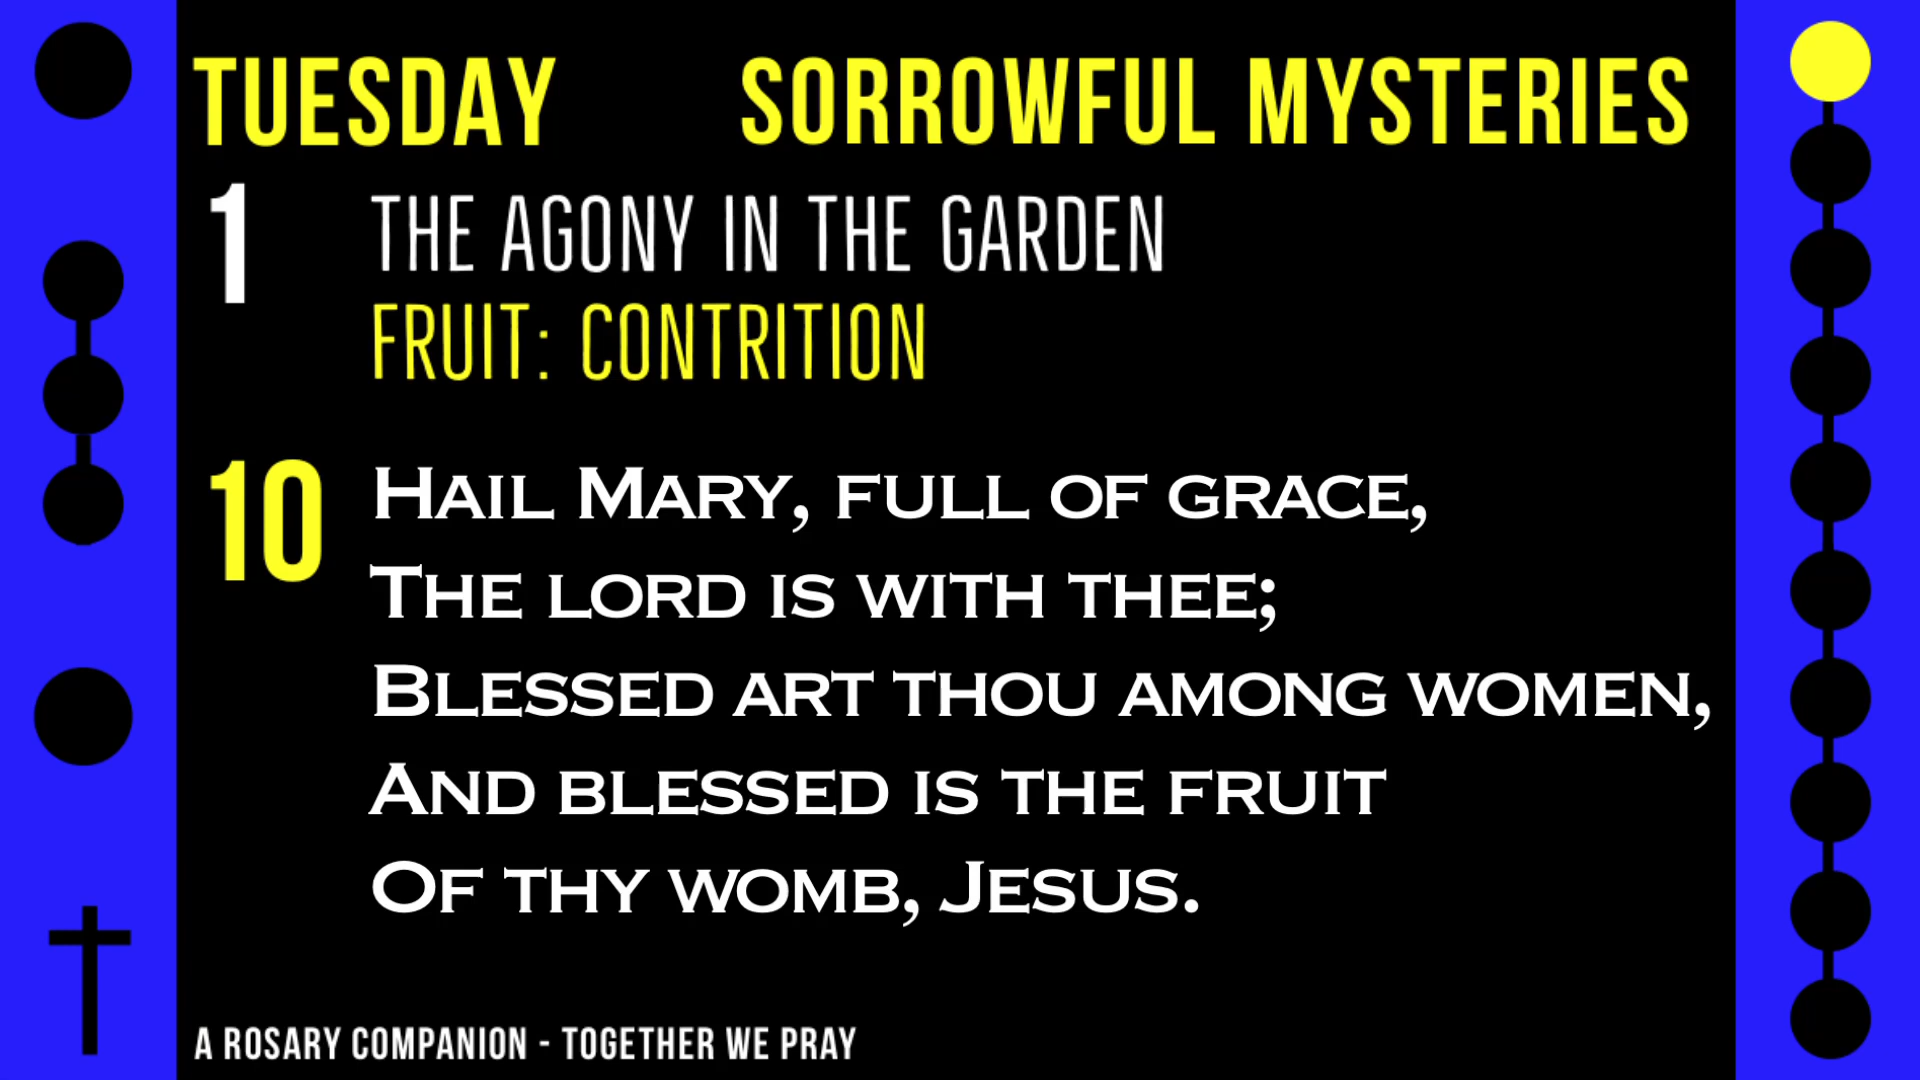 TUESDAY SORROWFUL MYSTERIES
1 THE AGONY IN THE GARDEN
FRUIT: CONTRITION
10 HAIL MARY, FULL OF GRACE,
THE LORD IS WITH THEE;
BLESSED ART THOU AMONG WOMEN,
AND BLESSED IS THE FRUIT
OF THY WOMB, JESUS.
A ROSARY COMPANION - TOGETHER WE PRAY